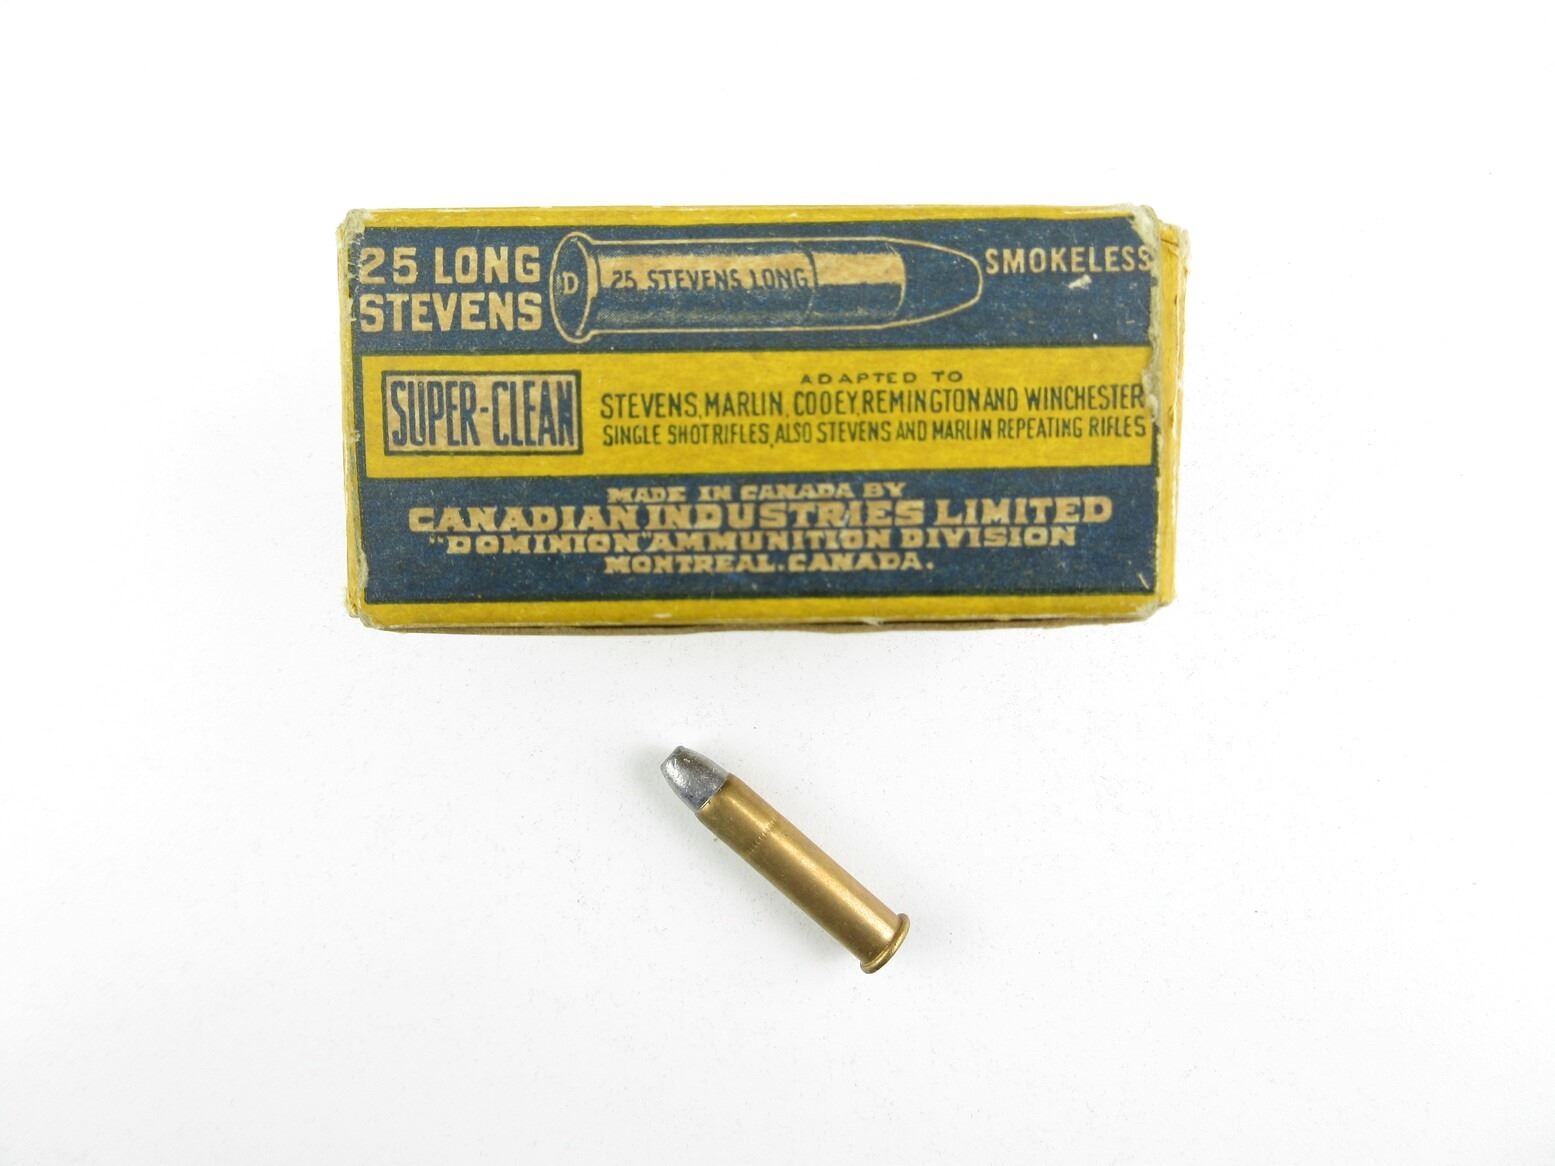 25 LONG
STEVENS
D
25 STEVENS LONG
SMOKELESS
SUPER-CLEAN
ADAPTED TO
STEVENS, MARLIN, COOEY, REMINGTON AND WINCHESTER
SINGLE SHOT RIFLES, ALSO STEVENS AND MARLIN REPEATING RIFLES
MADE IN CANADA BY
CANADIAN INDUSTRIES LIMITED
"DOMINION" AMMUNITION DIVISION
MONTREAL. CANADA.